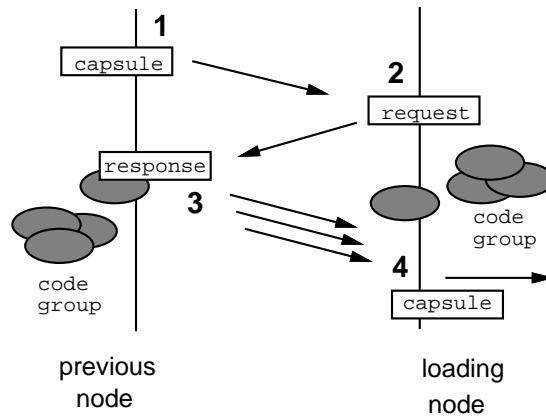 1
capsule
2
request
response
3
code
group
code
group
4
capsule
previous
node
loading
node